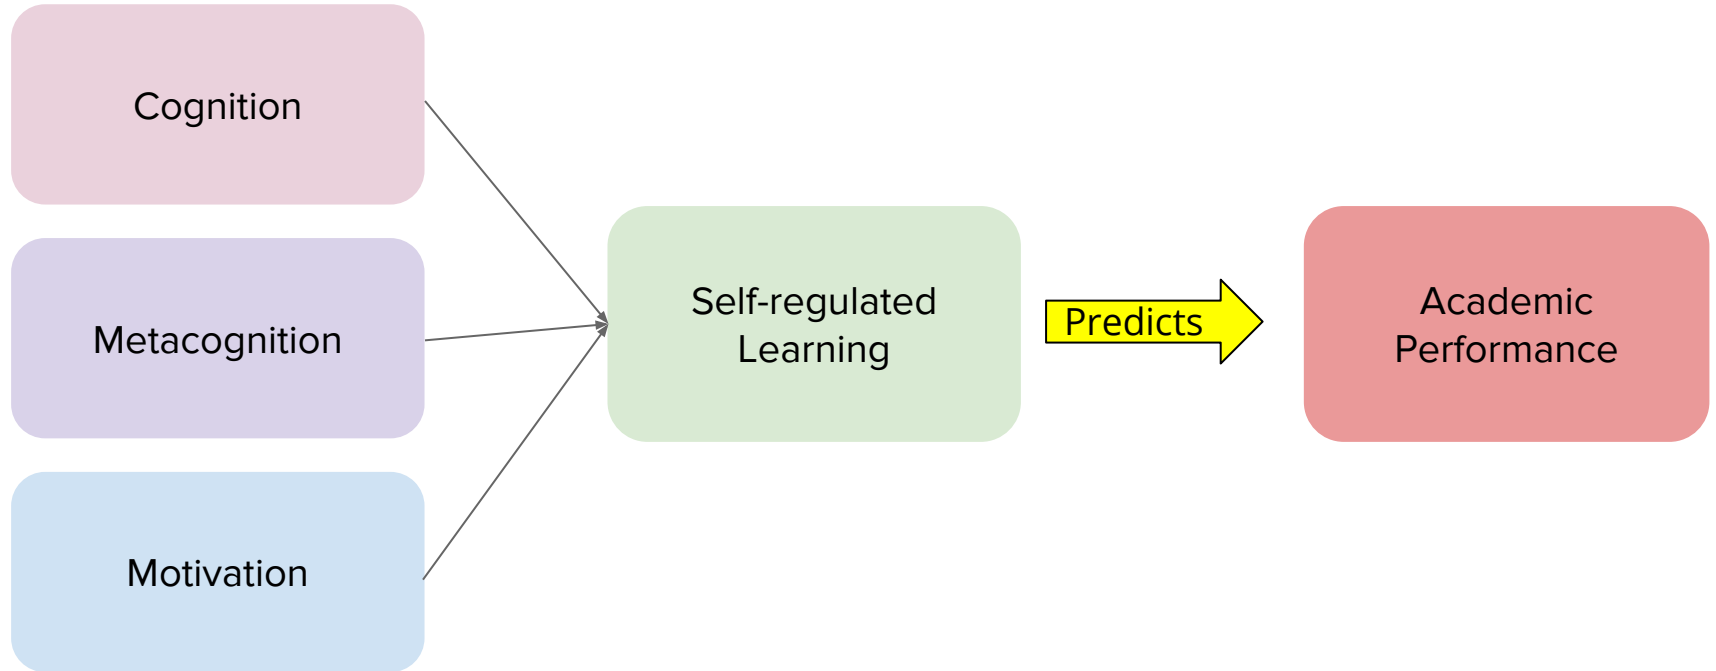 Cognition
Metacognition
Motivation
Self-regulated
Learning
Predicts
Academic
Performance